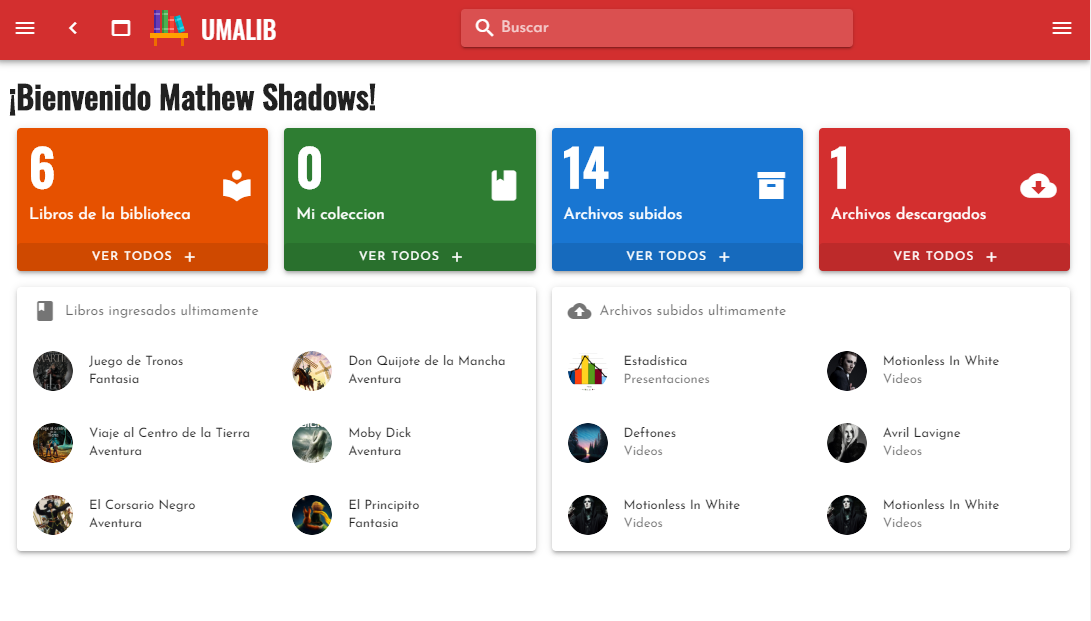 UMALIB
Buscar
¡Bienvenido Mathew Shadows!
6
Libros de la biblioteca
VER TODOS +
0
Mi coleccion
VER TODOS +
14
Archivos subidos
VER TODOS +
1
Archivos descargados
VER TODOS +
Libros ingresados ultimamente
Juego de Tronos
Fantasia
Don Quijote de la Mancha
Aventura
Viaje al Centro de la Tierra
Aventura
Moby Dick
Aventura
El Corsario Negro
Aventura
El Principito
Fantasia
Archivos subidos ultimamente
Estadística
Presentaciones
Motionless In White
Videos
Deftones
Videos
Avril Lavigne
Videos
Motionless In White
Videos
Motionless In White
Videos